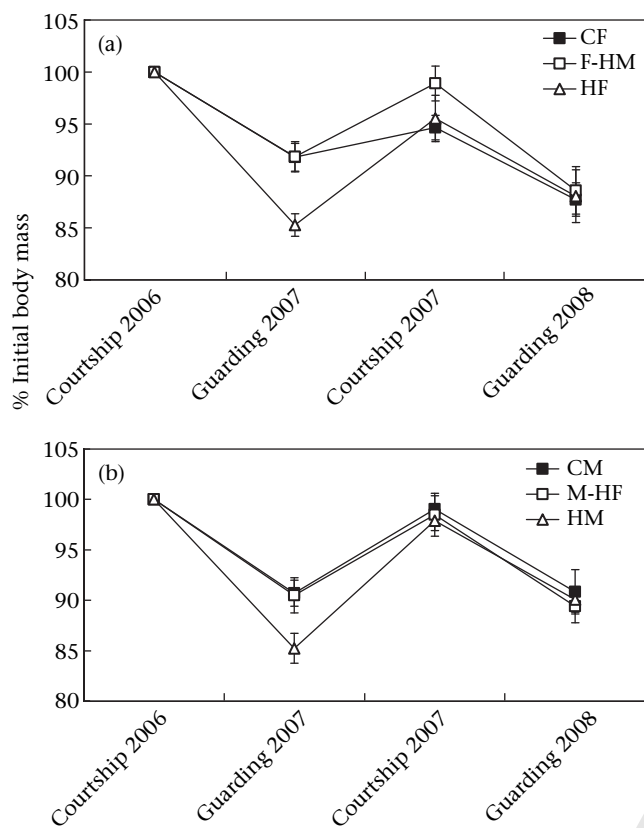 (a)
CF
F-HM
HF
105
100
95
90
85
80
Courtship 2006
Guarding 2007
Courtship 2007
Guarding 2008
% Initial body mass
(b)
CM
M-HF
HM
105
100
95
90
85
80
Courtship 2006
Guarding 2007
Courtship 2007
Guarding 2008